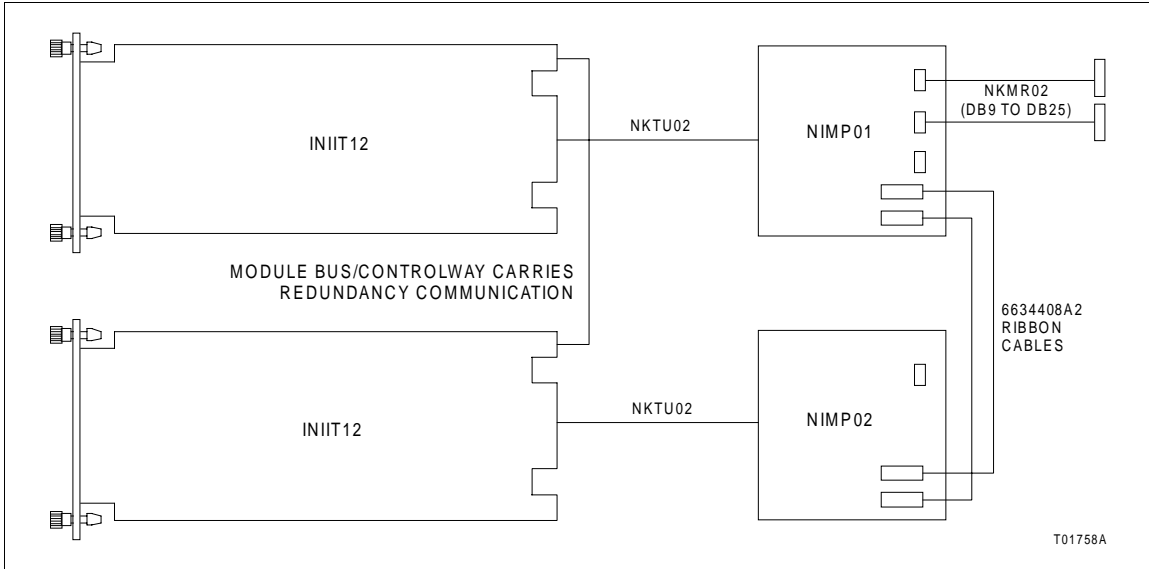 INIIT12
NKTU02
NIMP01
NKMR02
(DB9 TO DB25)
MODULE BUS/CONTROLWAY CARRIES
REDUNDANCY COMMUNICATION
6634408A2
RIBBON
CABLES
INIIT12
NKTU02
NIMP02
T01758A